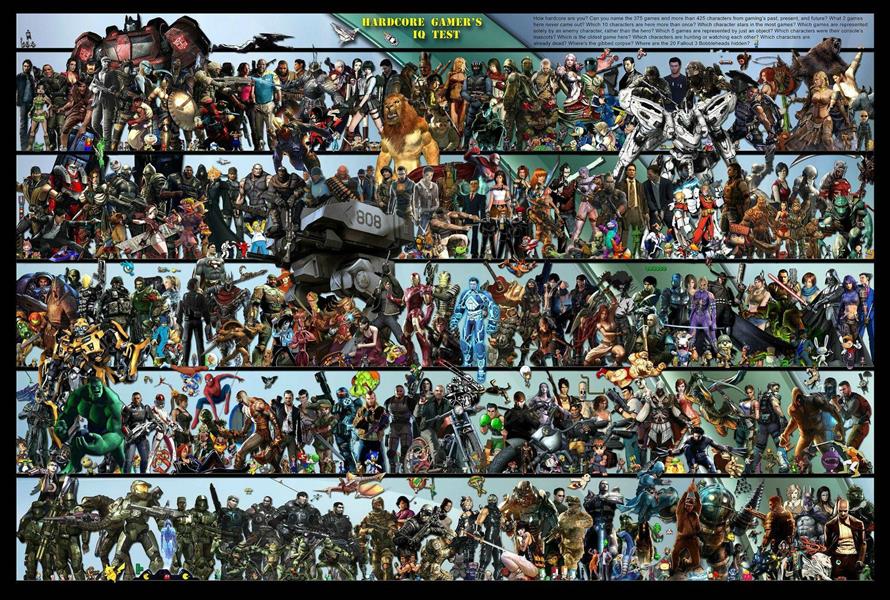 HARDCORE GAMER'S
IQ TEST
How hardcore are you? Can you name the 375 games and more than 425 characters from gaming's past, present, and future? What 2 games
here never came out? Which 10 characters are here more than once? Which character stars in the most games? Which games are represented
solely by an enemy character, rather than the hero? Which 5 games are represented by just an object? Which characters were their console's
mascots? Which is the oldest game here? Which characters are hunting or watching each other? Which characters are
already dead? Where's the gibbed corpse? Where are the 20 Fallout 3 Bobbleheads hidden?
808